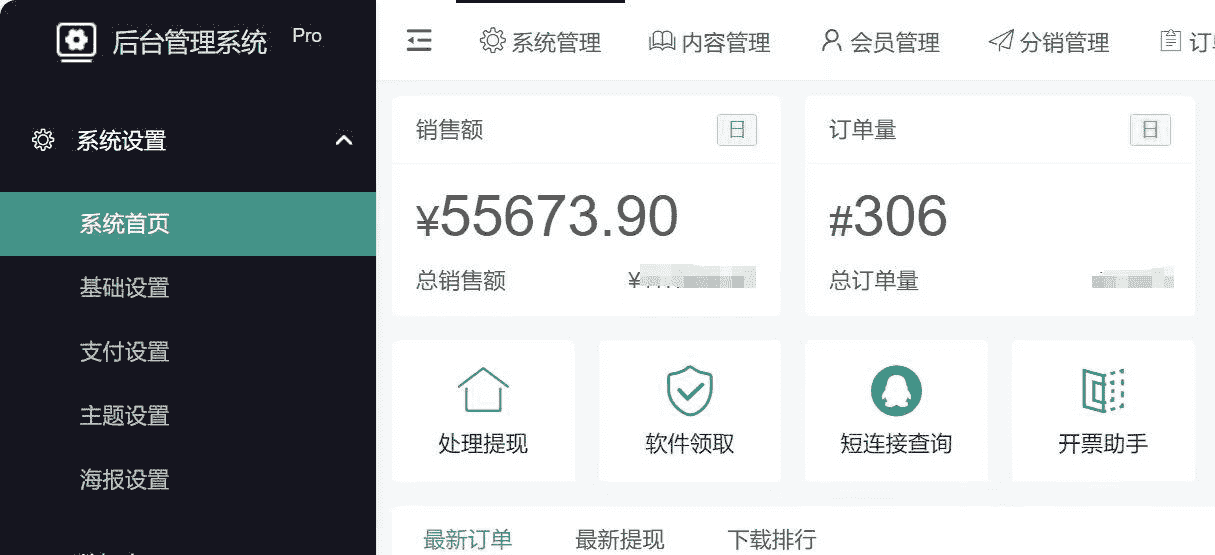 后台管理系统 Pro
系统设置
系统首页
基础设置
支付设置
主题设置
海报设置
系统管理 内容管理 会员管理 分销管理
销售额 日
¥55673.90
总销售额 ¥
订单量 日
#306
总订单量
处理提现 软件领取 短连接查询 开票助手
最新订单 最新提现 下载排行